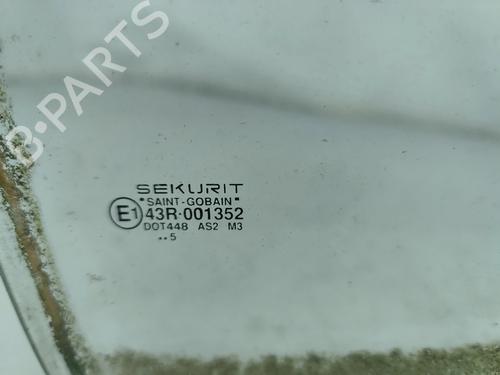 B-PARTS
SEKURIT
"SAINT-GOBAIN"
E1 43R-001352
DOT448 AS2 M3
..5